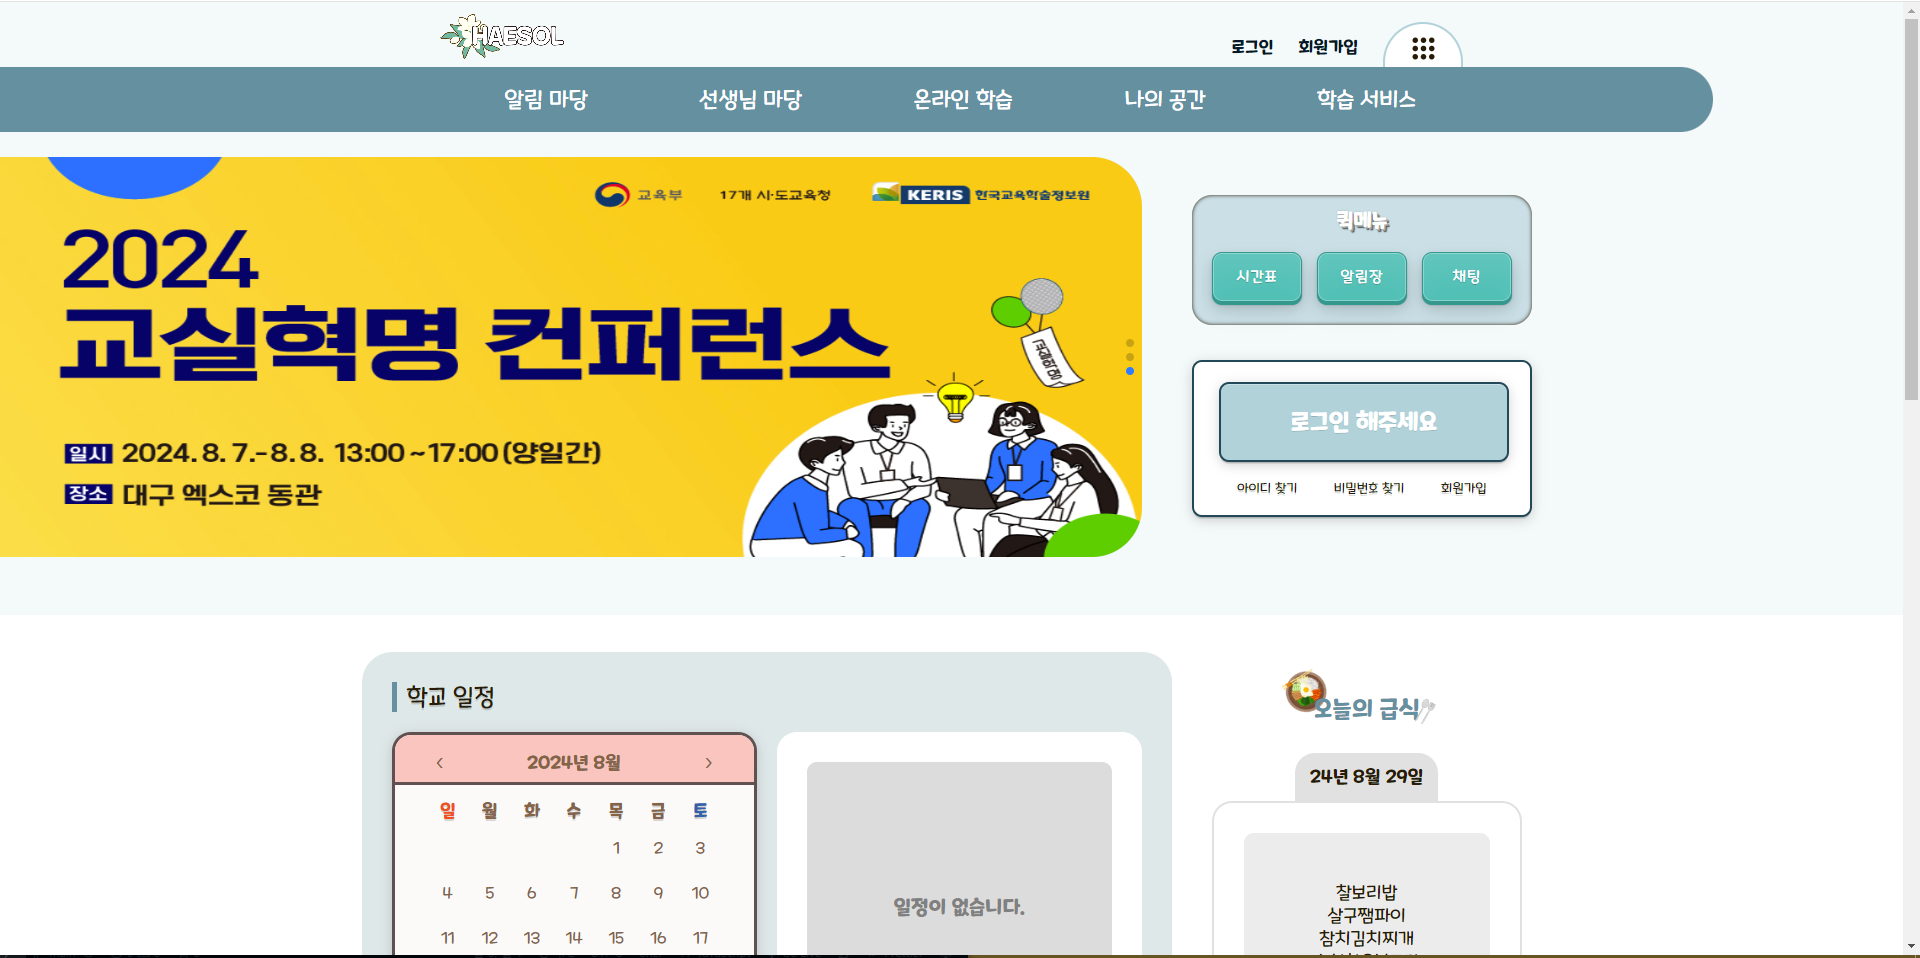 HAESOL
로그인 회원가입
알림 마당 선생님 마당 온라인 학습 나의 공간 학습 서비스
교육부 17개 시·도교육청 KERIS 한국교육학술정보원
2024
교실혁명 컨퍼런스
일시 2024. 8. 7.- 8. 8. 13:00 ~17:00 (양일간)
장소 대구 엑스코 동관
퀵메뉴
시간표 알림장 채팅
로그인 해주세요
아이디 찾기 비밀번호 찾기 회원가입
학교 일정
‹ 2024년 8월 ›
일 월 화 수 목 금 토
1 2 3
4 5 6 7 8 9 10
11 12 13 14 15 16 17
일정이 없습니다.
오늘의 급식
24년 8월 29일
찰보리밥
살구쨈파이
참치김치찌개